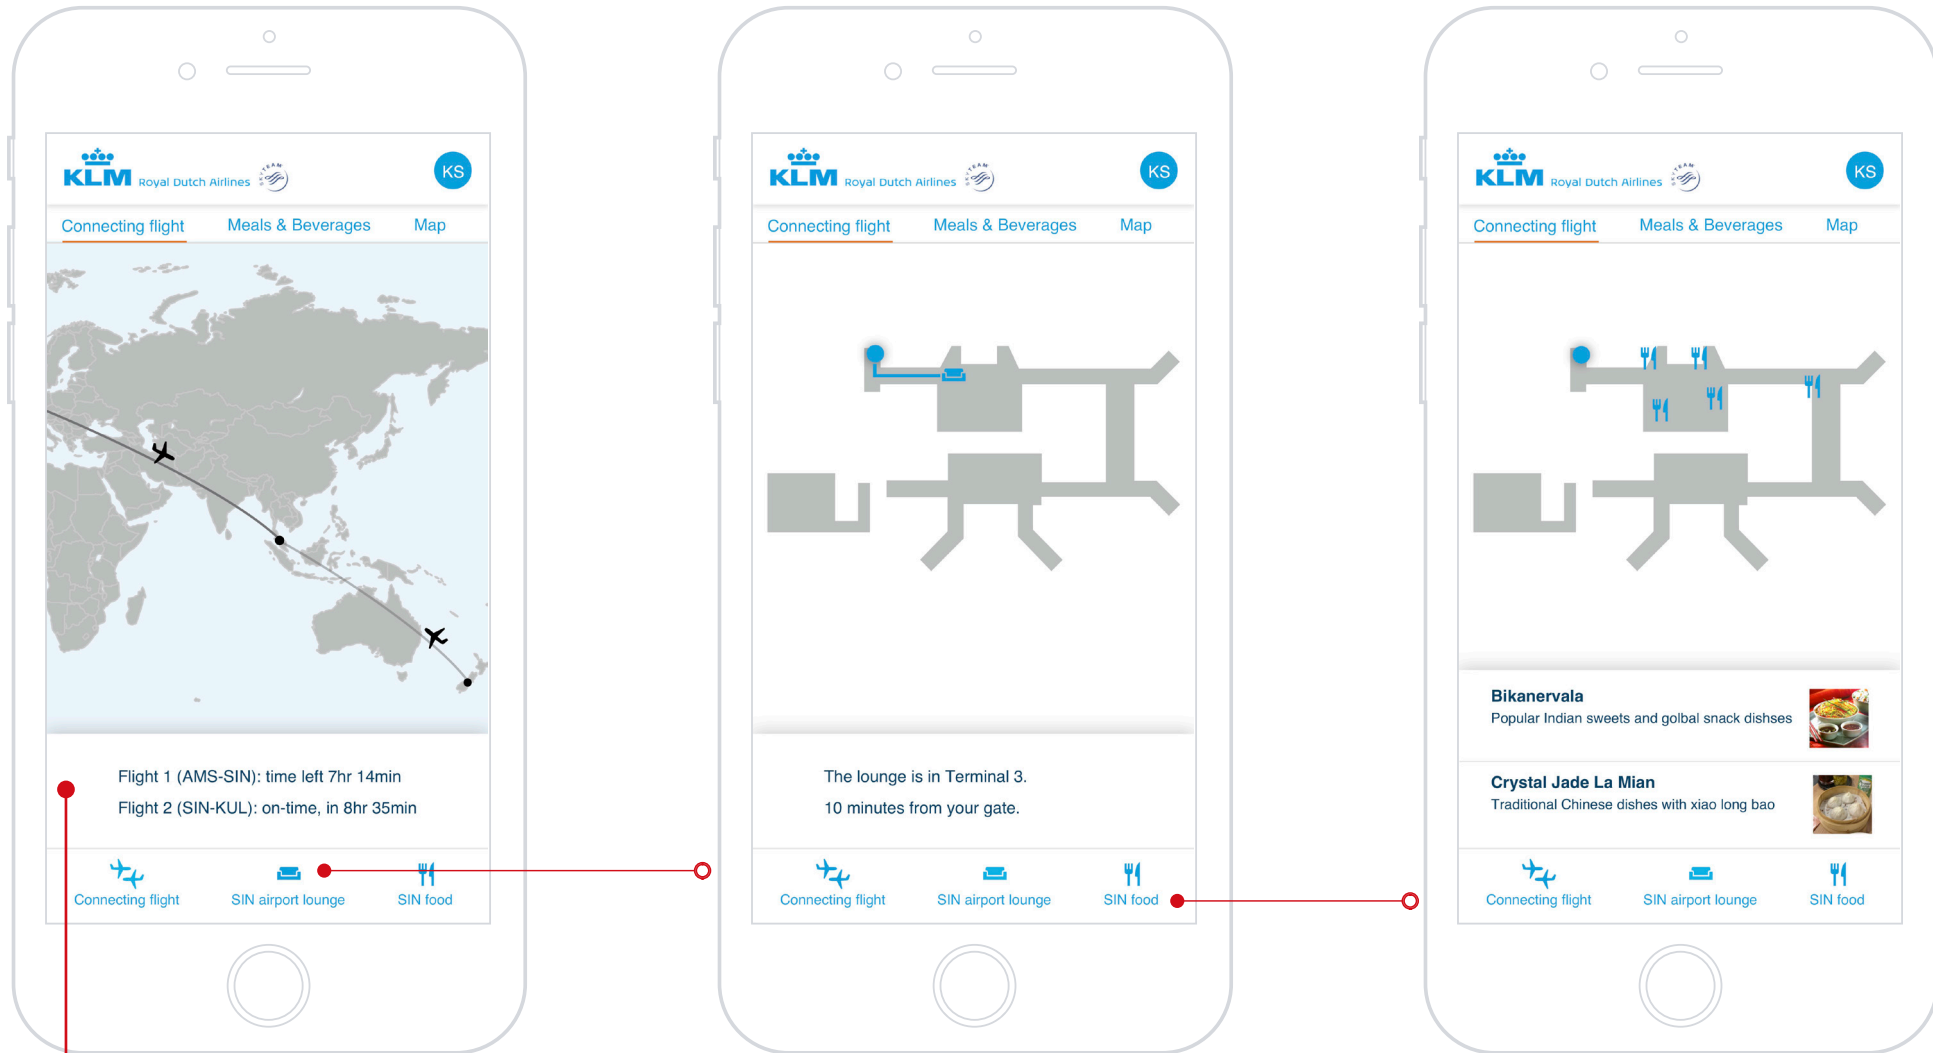 KLM Royal Dutch Airlines SKYTEAM
KS
Connecting flight Meals & Beverages Map
Flight 1 (AMS-SIN): time left 7hr 14min
Flight 2 (SIN-KUL): on-time, in 8hr 35min
Connecting flight SIN airport lounge SIN food
KLM Royal Dutch Airlines SKYTEAM
KS
Connecting flight Meals & Beverages Map
The lounge is in Terminal 3.
10 minutes from your gate.
Connecting flight SIN airport lounge SIN food
KLM Royal Dutch Airlines SKYTEAM
KS
Connecting flight Meals & Beverages Map
Bikanervala
Popular Indian sweets and golbal snack dishses
Crystal Jade La Mian
Traditional Chinese dishes with xiao long bao
Connecting flight SIN airport lounge SIN food